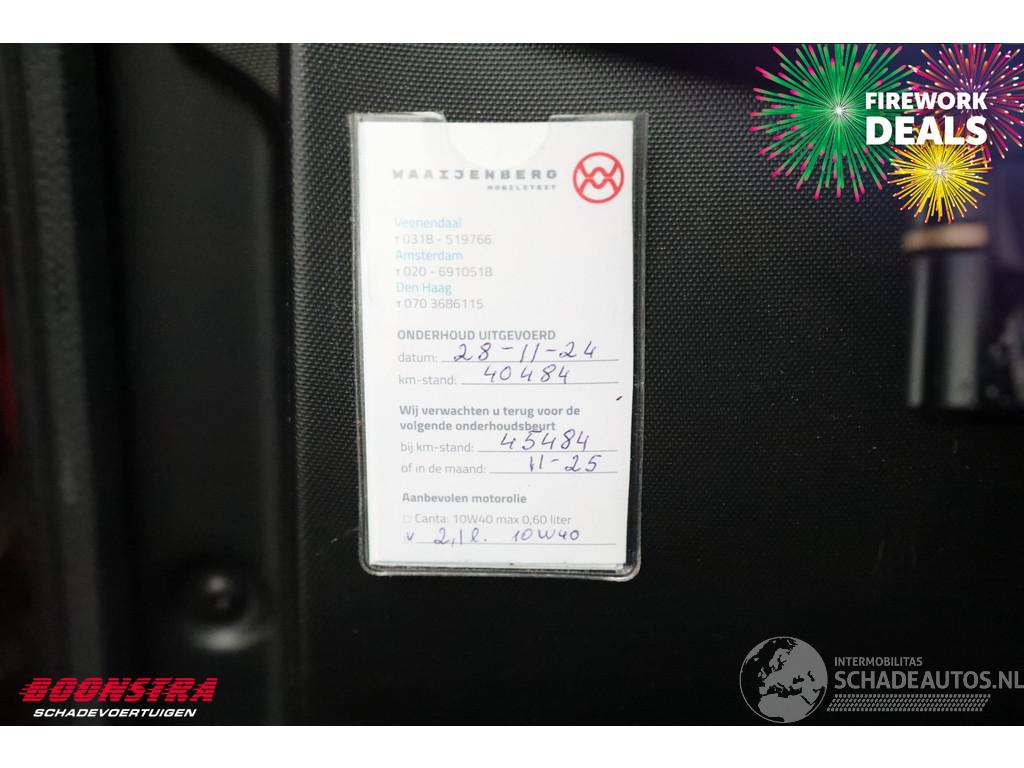 FIREWORK
DEALS
WAAIJENBERG
MOBILITEIT
Veenendaal
T 0318 - 519766
Amsterdam
T 020 - 6910518
Den Haag
T 070 3686115
ONDERHOUD UITGEVOERD
datum: 28-11-24
km-stand: 40484
Wij verwachten u terug voor de
volgende onderhoudsbeurt
bij km-stand: 45484
of in de maand: 11-25
Aanbevolen motorolie
Canta: 10W40 max 0,60 liter
v 2,1 l. 10W40
BOONSTRA
SCHADEVOERTUIGEN
INTERMOBILITAS
SCHADEAUTOS.NL